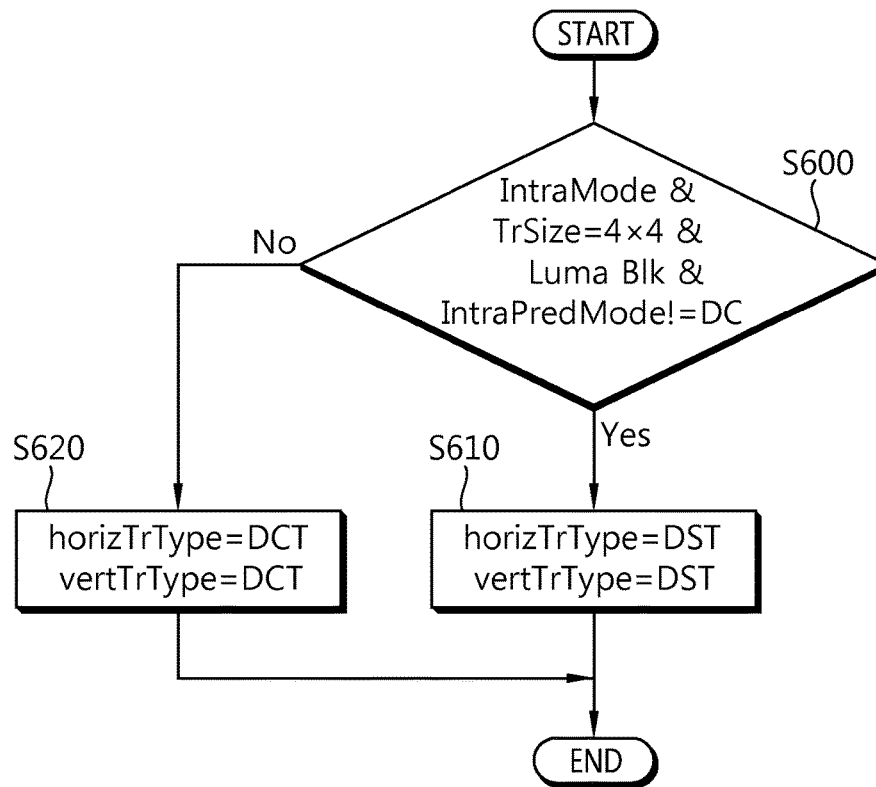 START
S600
IntraMode &
TrSize=4×4 &
Luma Blk &
IntraPredMode!=DC
No
Yes
S620
S610
horizTrType=DCT
vertTrType=DCT
horizTrType=DST
vertTrType=DST
END